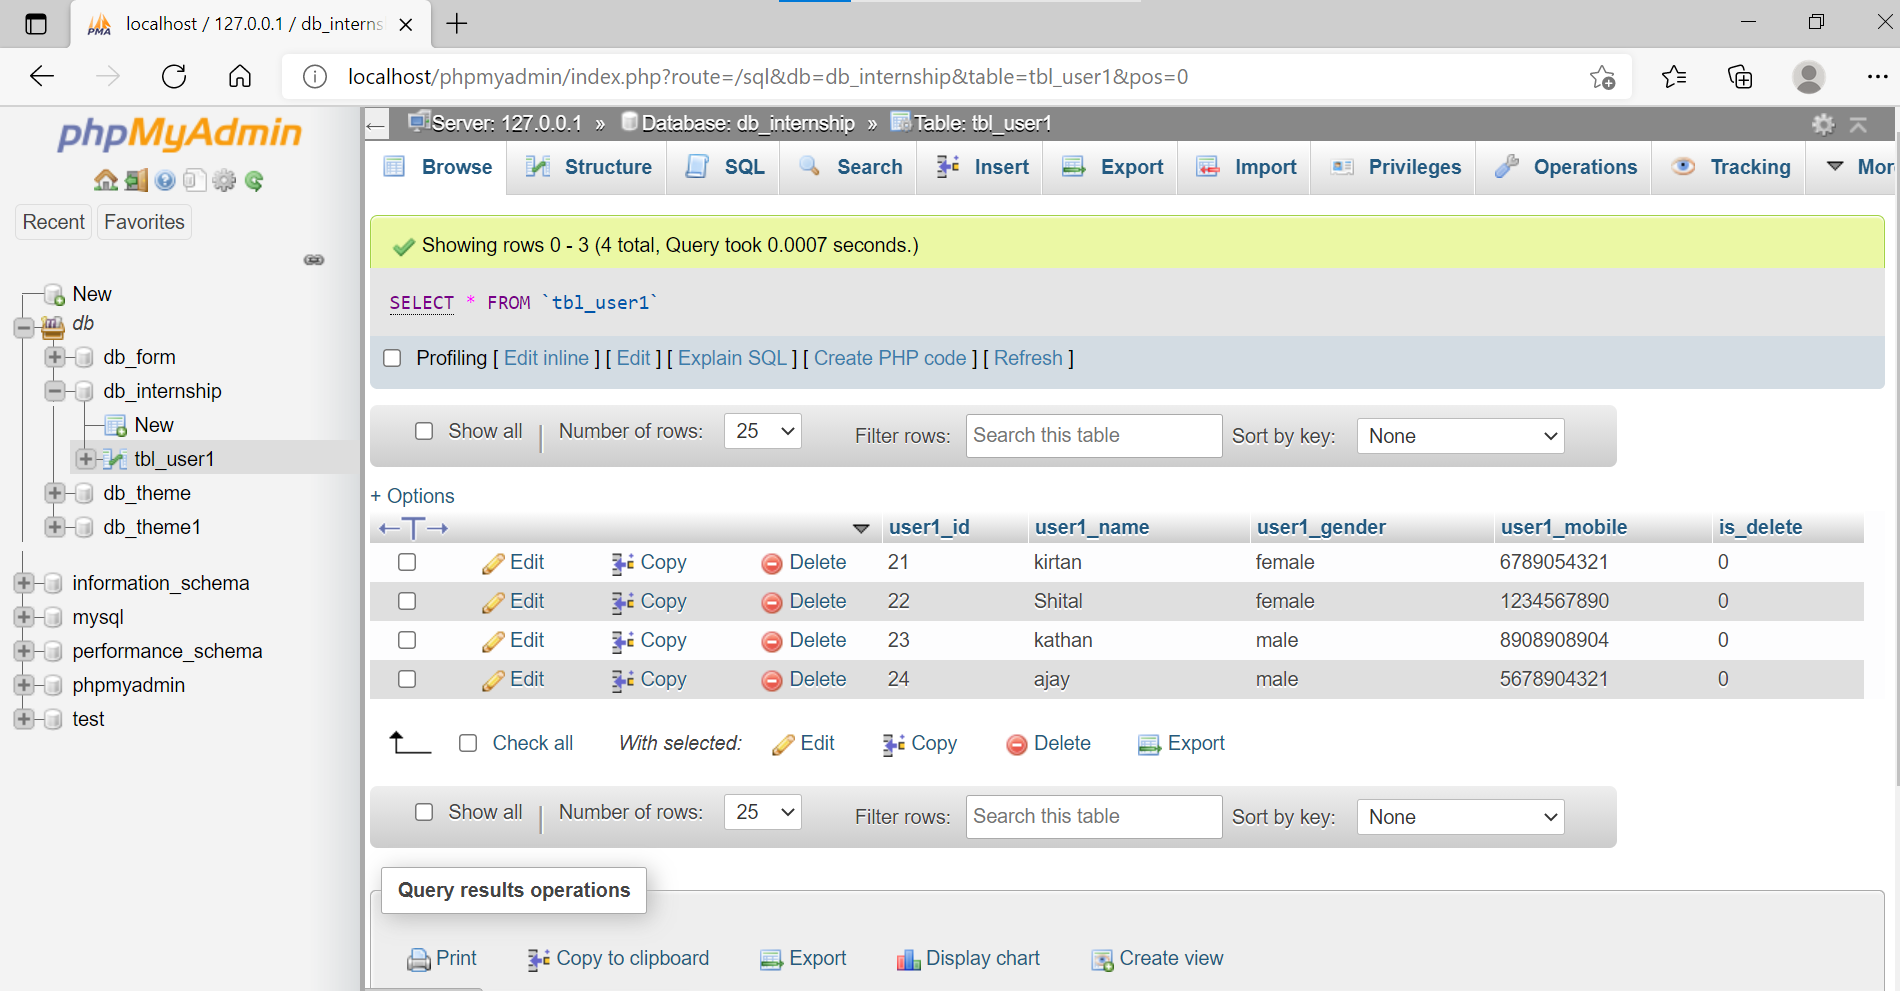 localhost / 127.0.0.1 / db_interns
localhost/phpmyadmin/index.php?route=/sql&db=db_internship&table=tbl_user1&pos=0
phpMyAdmin
Recent Favorites
New
db
db_form
db_internship
New
tbl_user1
db_theme
db_theme1
information_schema
mysql
performance_schema
phpmyadmin
test
Server: 127.0.0.1 » Database: db_internship » Table: tbl_user1
Browse Structure SQL Search Insert Export Import Privileges Operations Tracking Mor
Showing rows 0 - 3 (4 total, Query took 0.0007 seconds.)
SELECT * FROM `tbl_user1`
Profiling [ Edit inline ] [ Edit ] [ Explain SQL ] [ Create PHP code ] [ Refresh ]
Show all | Number of rows: 25 Filter rows: Search this table Sort by key: None
+ Options
←T→ user1_id user1_name user1_gender user1_mobile is_delete
Edit Copy Delete 21 kirtan female 6789054321 0
Edit Copy Delete 22 Shital female 1234567890 0
Edit Copy Delete 23 kathan male 8908908904 0
Edit Copy Delete 24 ajay male 5678904321 0
Check all With selected: Edit Copy Delete Export
Show all | Number of rows: 25 Filter rows: Search this table Sort by key: None
Query results operations
Print Copy to clipboard Export Display chart Create view